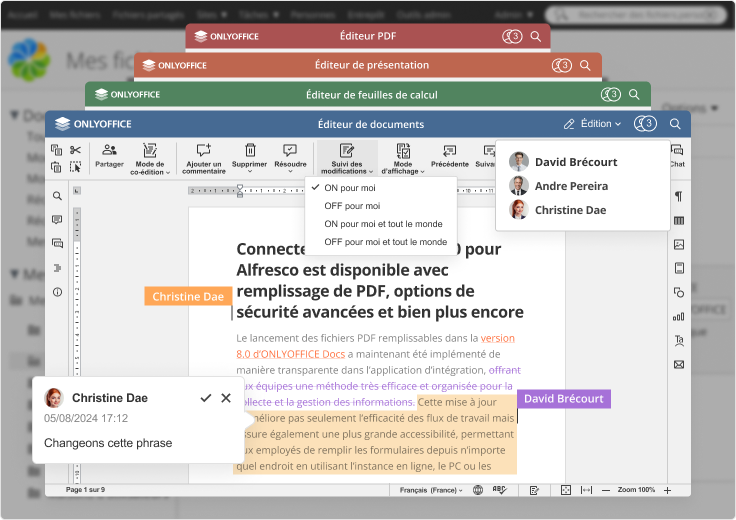 Accueil Mes fichiers Fichiers partagés Sites Tâches Personnes Entrepôt Outils admin Admin Rechercher des fichiers
Mes fic
Options
ONLYOFFICE Éditeur PDF 3
ONLYOFFICE Éditeur de présentation 3
ONLYOFFICE Éditeur de feuilles de calcul 3
ONLYOFFICE Éditeur de documents Édition 3
Partager
Mode de
co-édition
Ajouter un
commentaire
Supprimer
Résoudre
Suivi des
modifications
Mode
d'affichage
Précédente
Suiva
Chat
David Brécourt
Andre Pereira
Christine Dae
ON pour moi
OFF pour moi
ON pour moi et tout le monde
OFF pour moi et tout le monde
Connecte 0 pour
Alfresco est disponible avec
remplissage de PDF, options de
sécurité avancées et bien plus encore
Christine Dae
Le lancement des fichiers PDF remplissables dans la version
8.0 d'ONLYOFFICE Docs a maintenant été implémenté de
manière transparente dans l'application d'intégration, offrant
aux équipes une méthode très efficace et organisée pour la
collecte et la gestion des informations. Cette mise à jour
améliore pas seulement l'efficacité des flux de travail mais
assure également une plus grande accessibilité, permettant
aux employés de remplir les formulaires depuis n'importe
quel endroit en utilisant l'instance en ligne, le PC ou les
David Brécourt
Christine Dae
05/08/2024 17:12
Changeons cette phrase
Page 1 sur 9
Français (France)
Zoom 100%